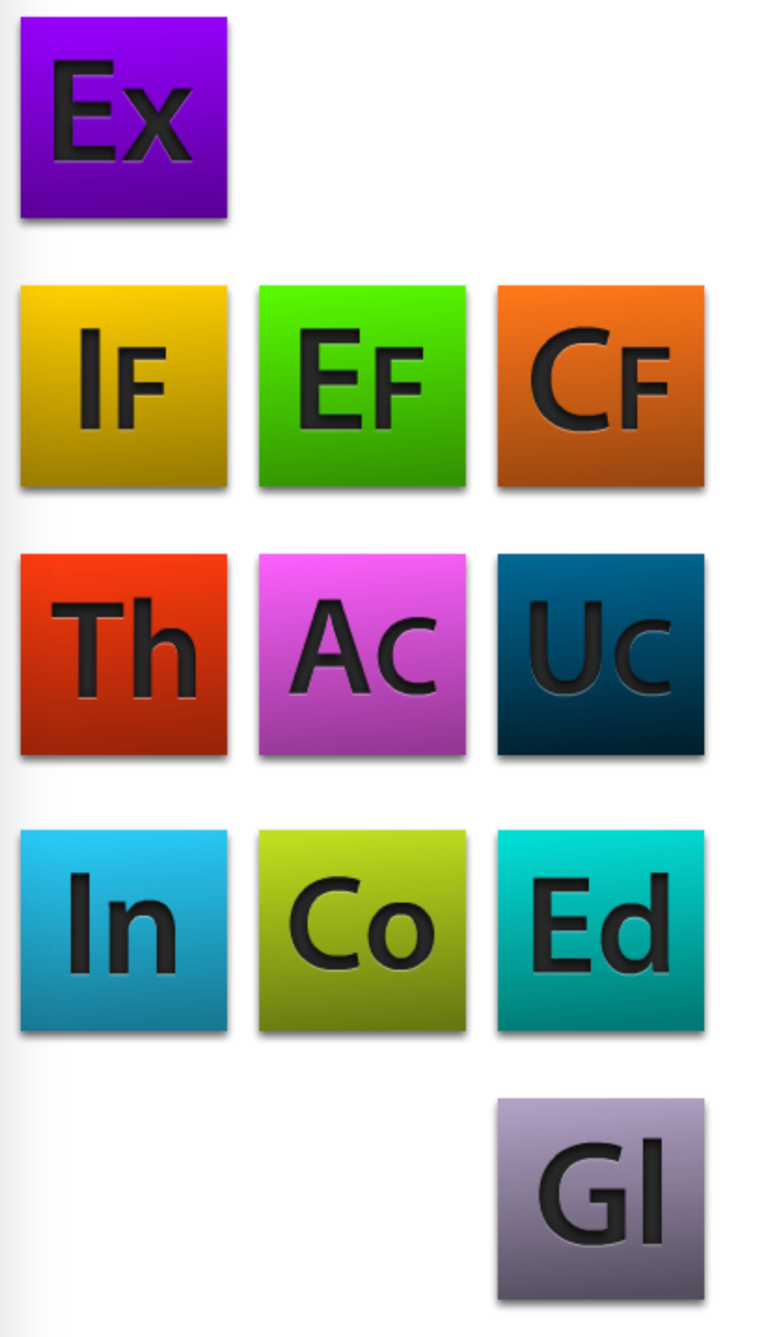 Ex
IF EF CF
Th Ac Uc
In Co Ed
Gl